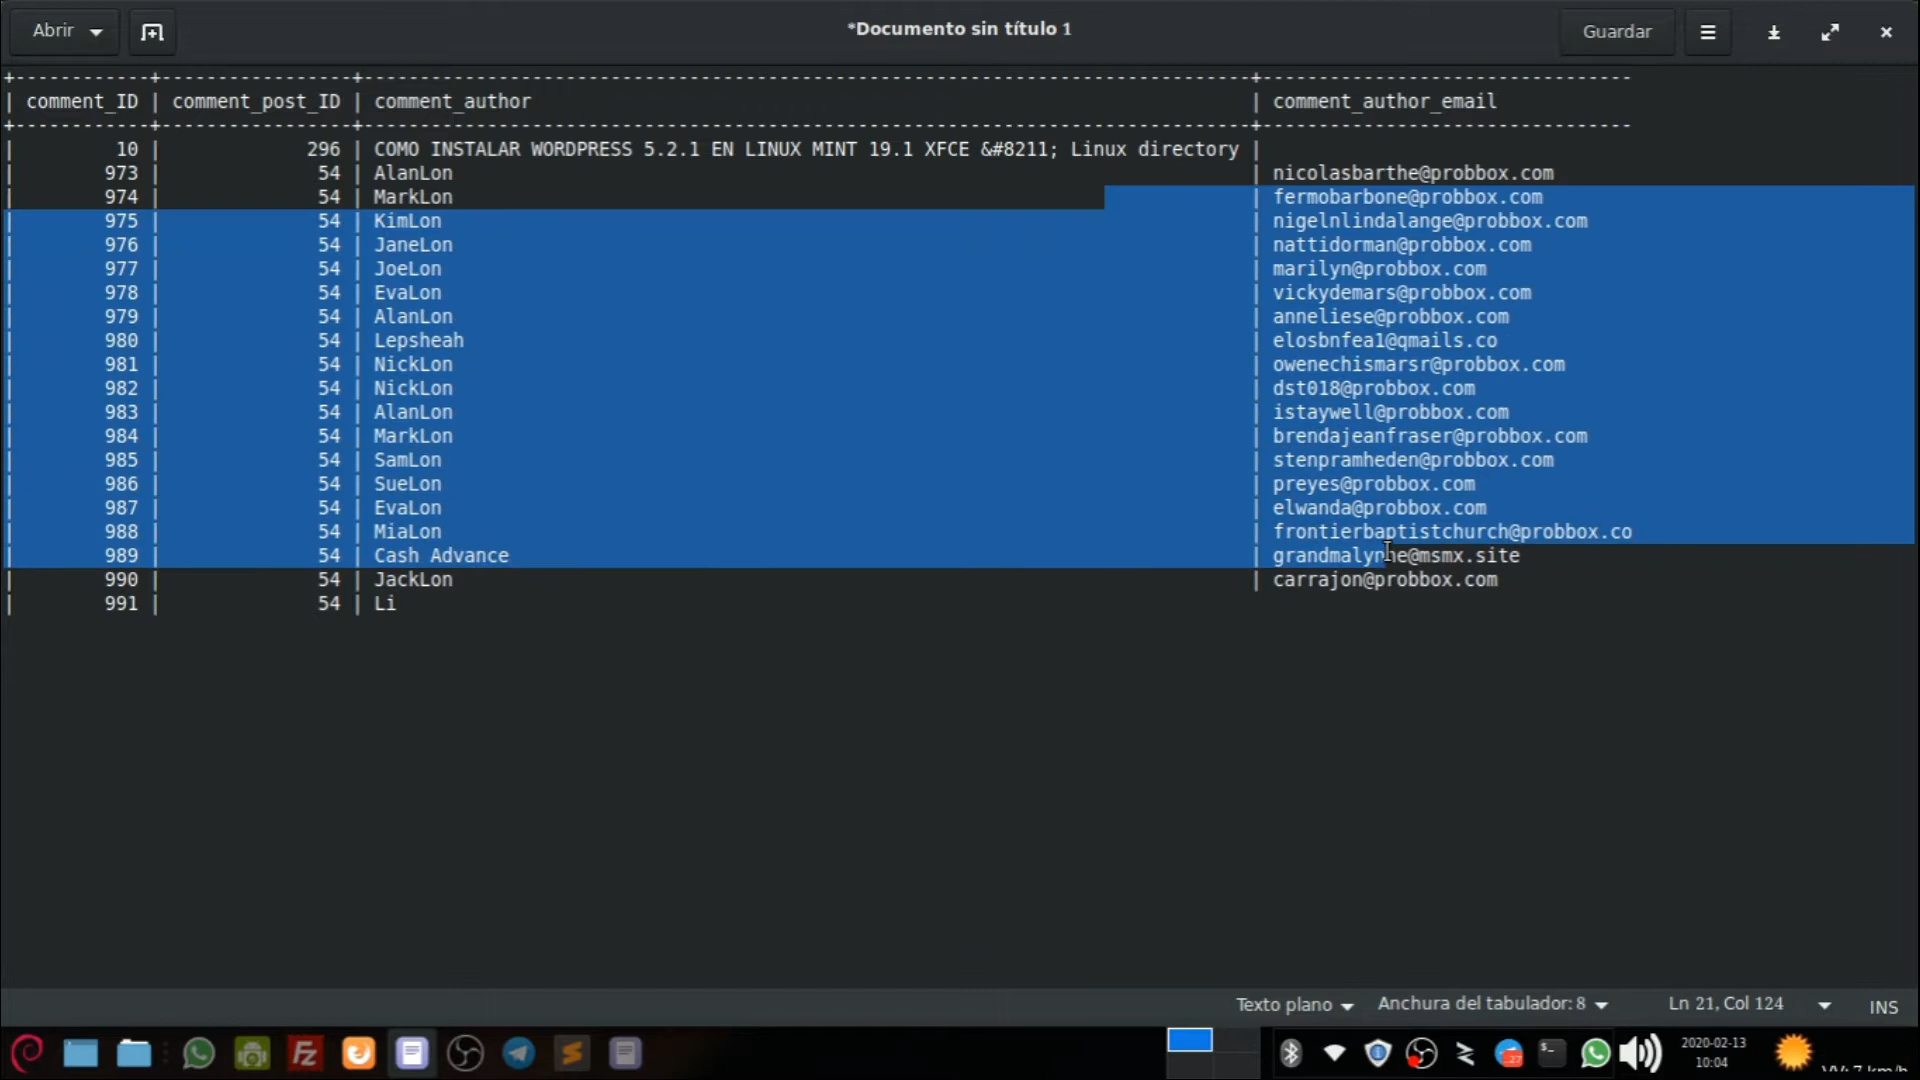 Abrir
*Documento sin título 1
Guardar
+------------+-----------------+--------------------------------------------------------------------------------+---------------------------------
| comment_ID | comment_post_ID | comment_author | comment_author_email
+------------+-----------------+--------------------------------------------------------------------------------+---------------------------------
| 10 | 296 | COMO INSTALAR WORDPRESS 5.2.1 EN LINUX MINT 19.1 XFCE &#8211; Linux directory |
| 973 | 54 | AlanLon | nicolasbarthe@probbox.com
| 974 | 54 | MarkLon | fermobarbone@probbox.com
| 975 | 54 | KimLon | nigelnlindalange@probbox.com
| 976 | 54 | JaneLon | nattidorman@probbox.com
| 977 | 54 | JoeLon | marilyn@probbox.com
| 978 | 54 | EvaLon | vickydemars@probbox.com
| 979 | 54 | AlanLon | anneliese@probbox.com
| 980 | 54 | Lepsheah | elosbnfea1@qmails.co
| 981 | 54 | NickLon | owenechismarsr@probbox.com
| 982 | 54 | NickLon | dst018@probbox.com
| 983 | 54 | AlanLon | istaywell@probbox.com
| 984 | 54 | MarkLon | brendajeanfraser@probbox.com
| 985 | 54 | SamLon | stenpramheden@probbox.com
| 986 | 54 | SueLon | preyes@probbox.com
| 987 | 54 | EvaLon | elwanda@probbox.com
| 988 | 54 | MiaLon | frontierbaptistchurch@probbox.co
| 989 | 54 | Cash Advance | grandmalynne@msmx.site
| 990 | 54 | JackLon | carrajon@probbox.com
| 991 | 54 | Li
Texto plano
Anchura del tabulador: 8
Ln 21, Col 124
INS
2020-02-13
10:04